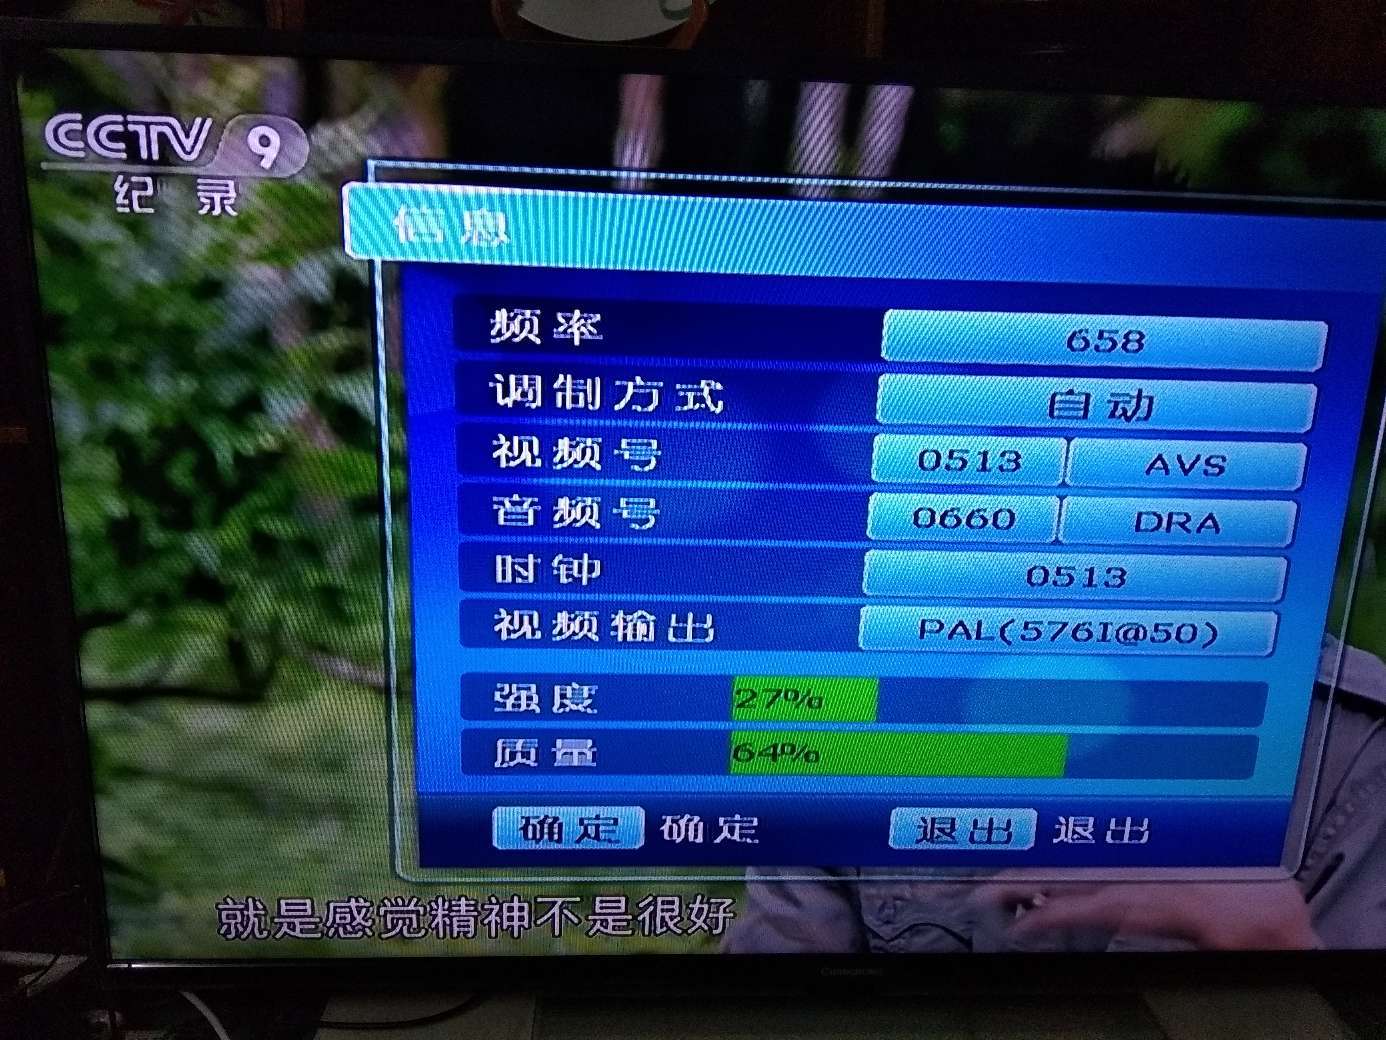 CCTV 9
纪录
信息
频率 658
调制方式 自动
视频号 0513 AVS
音频号 0660 DRA
时钟 0513
视频输出 PAL(576I@50)
强度 27%
质量 64%
确定 确定 退出 退出
就是感觉精神不是很好